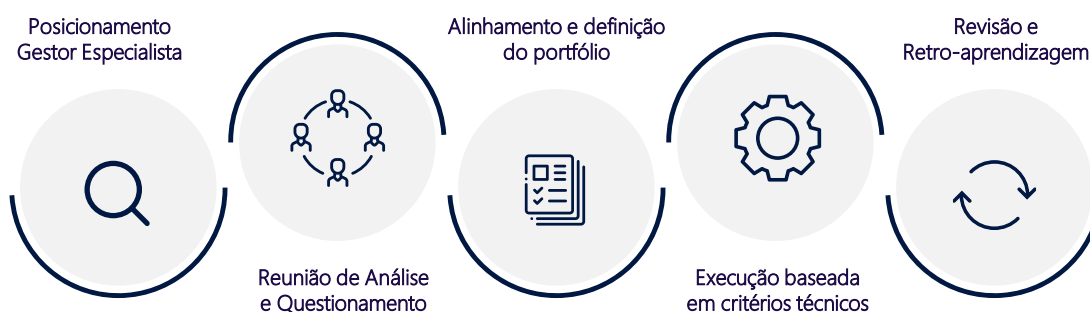 Posicionamento
Gestor Especialista
Reunião de Análise
e Questionamento
Alinhamento e definição
do portfólio
Execução baseada
em critérios técnicos
Revisão e
Retro-aprendizagem